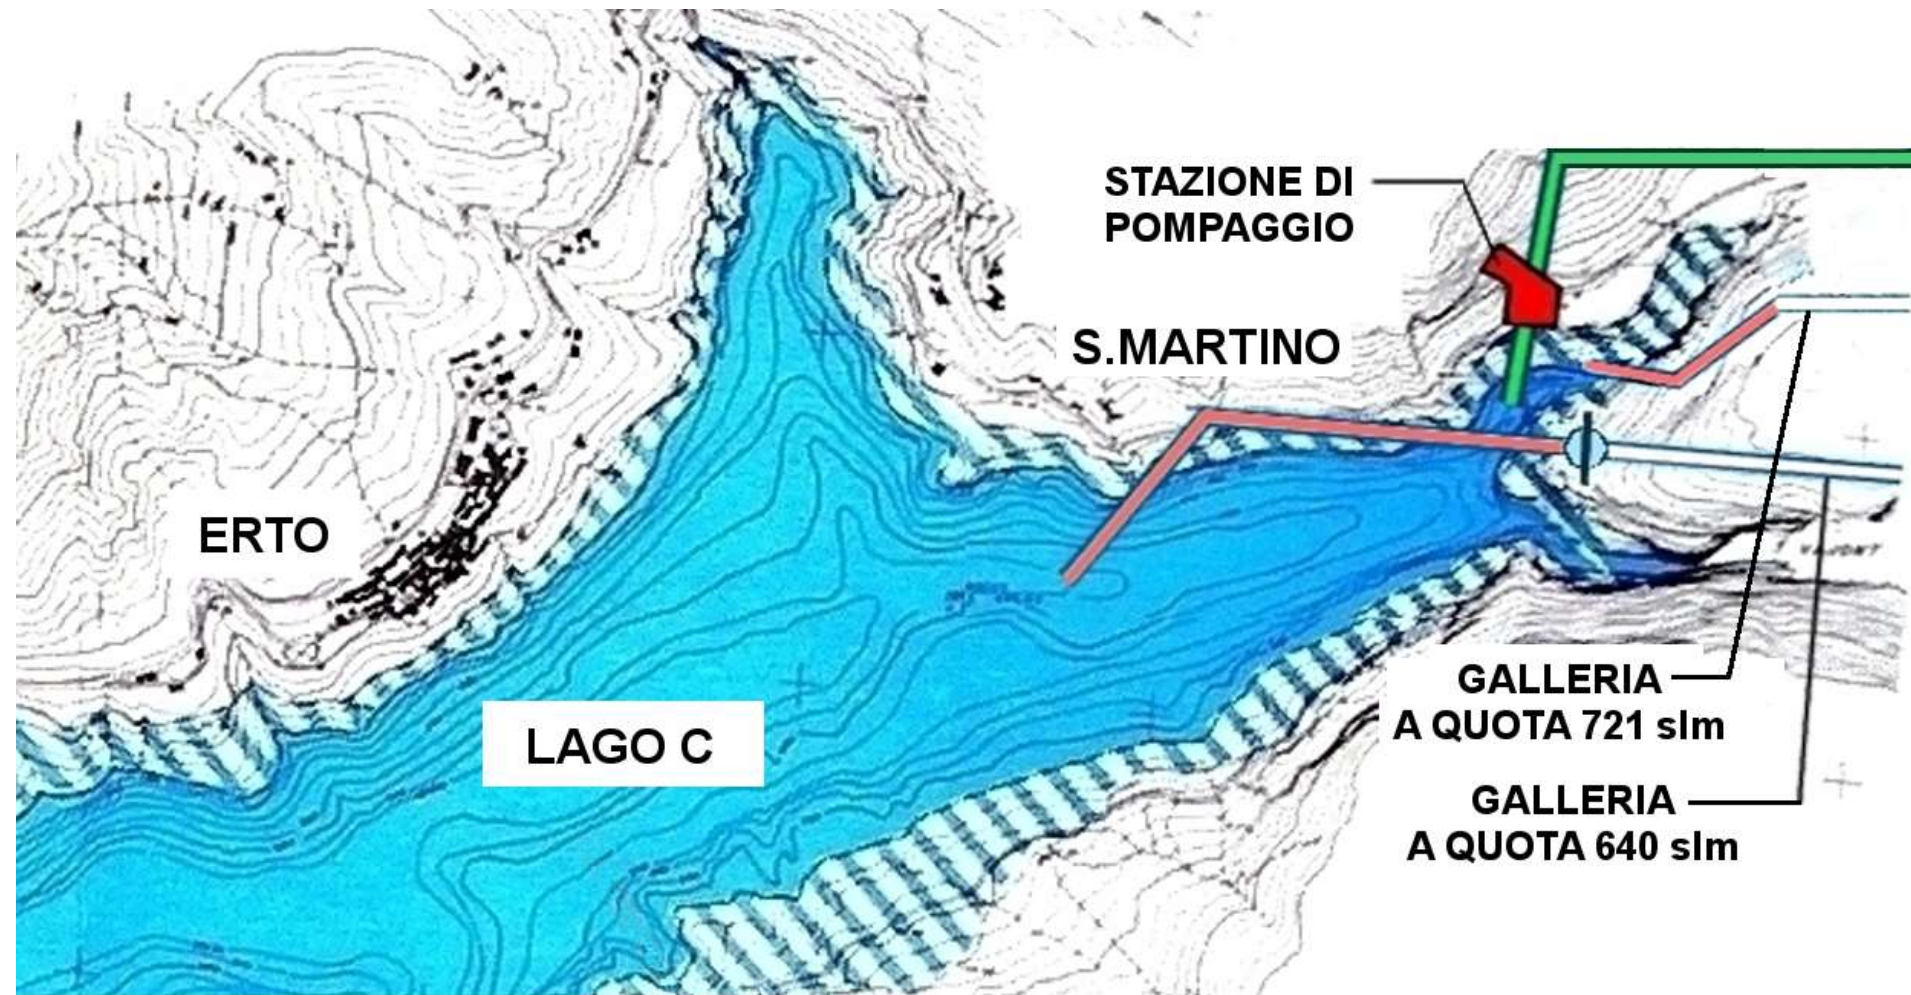 STAZIONE DI
POMPAGGIO
S.MARTINO
ERTO
LAGO C
GALLERIA
A QUOTA 721 slm
GALLERIA
A QUOTA 640 slm